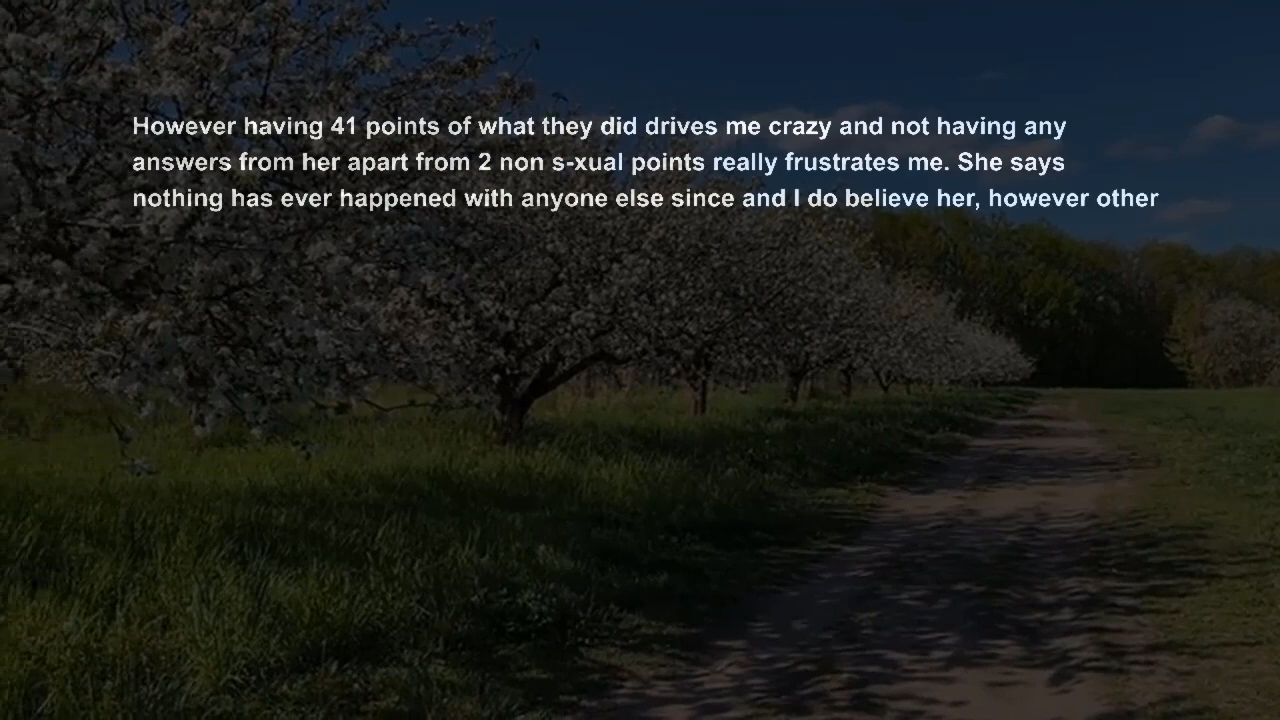 However having 41 points of what they did drives me crazy and not having any
answers from her apart from 2 non s-xual points really frustrates me. She says
nothing has ever happened with anyone else since and I do believe her, however other